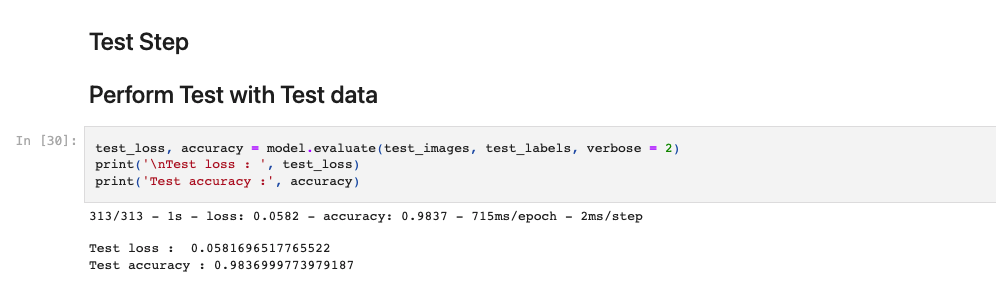 Test Step
Perform Test with Test data
In [30]:
test_loss, accuracy = model.evaluate(test_images, test_labels, verbose = 2)
print('\nTest loss : ', test_loss)
print('Test accuracy :', accuracy)
313/313 - 1s - loss: 0.0582 - accuracy: 0.9837 - 715ms/epoch - 2ms/step
Test loss :  0.0581696517765522
Test accuracy : 0.9836999773979187